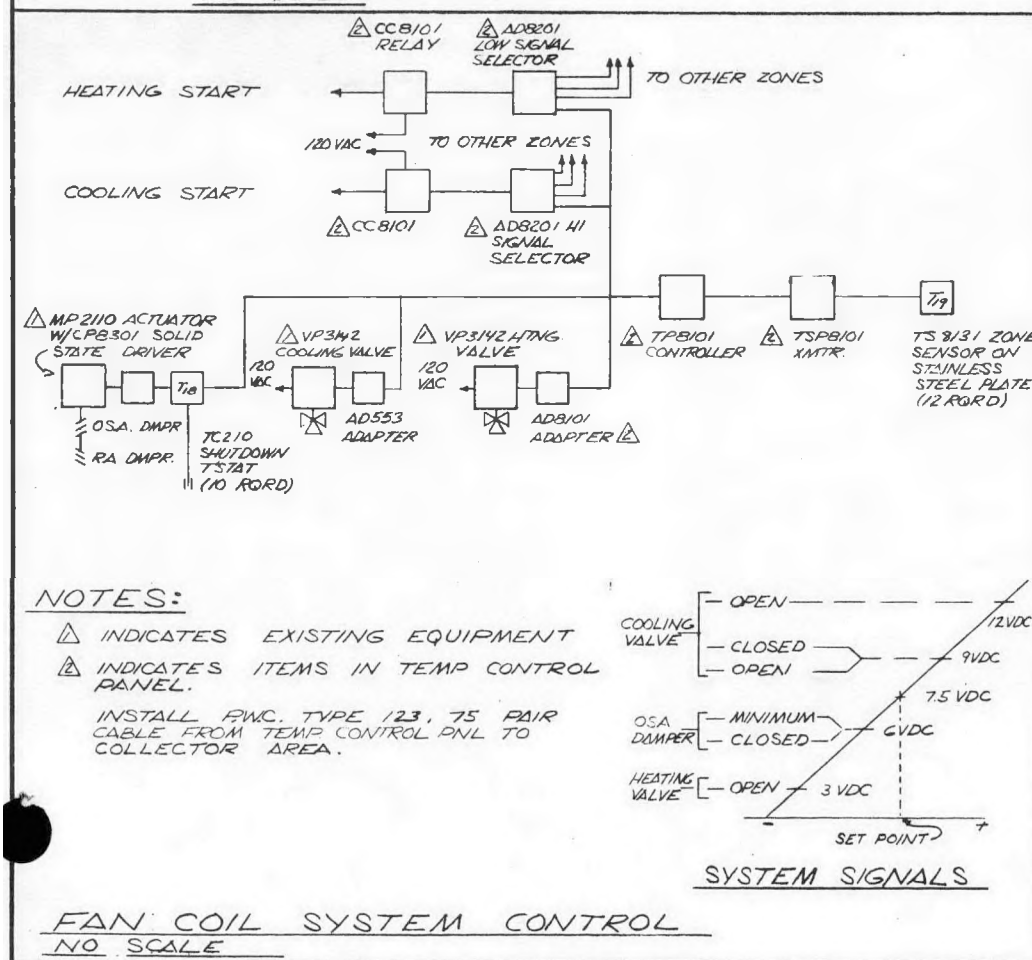 2 CC8101
RELAY
2 AD8201
LOW SIGNAL
SELECTOR
TO OTHER ZONES
HEATING START
120 VAC
TO OTHER ZONES
COOLING START
2 CC8101
2 AD8201 HI
SIGNAL
SELECTOR
1 MP2110 ACTUATOR
W/CP8301 SOLID
STATE DRIVER
1 VP3142
COOLING VALVE
1 VP3142 HTNG.
VALVE
2 TP8101
CONTROLLER
2 TSP8101
XMTR.
T19
TS 8131 ZONE
SENSOR ON
STAINLESS
STEEL PLATE
(12 RQRD)
120
VAC
120
VAC
T18
OSA. DMPR
RA DMPR.
TC210
SHUTDOWN
T'STAT
(10 RQRD)
AD553
ADAPTER
AD8101
ADAPTER 2
NOTES:
1 INDICATES EXISTING EQUIPMENT
2 INDICATES ITEMS IN TEMP CONTROL
PANEL.
INSTALL P.W.C. TYPE 123, 75 PAIR
CABLE FROM TEMP CONTROL PNL TO
COLLECTOR AREA.
COOLING
VALVE
OPEN
12VDC
CLOSED
OPEN
9VDC
7.5 VDC
OSA
DAMPER
MINIMUM
CLOSED
6VDC
HEATING
VALVE
OPEN
3 VDC
- +
SET POINT
SYSTEM SIGNALS
FAN COIL SYSTEM CONTROL
NO SCALE